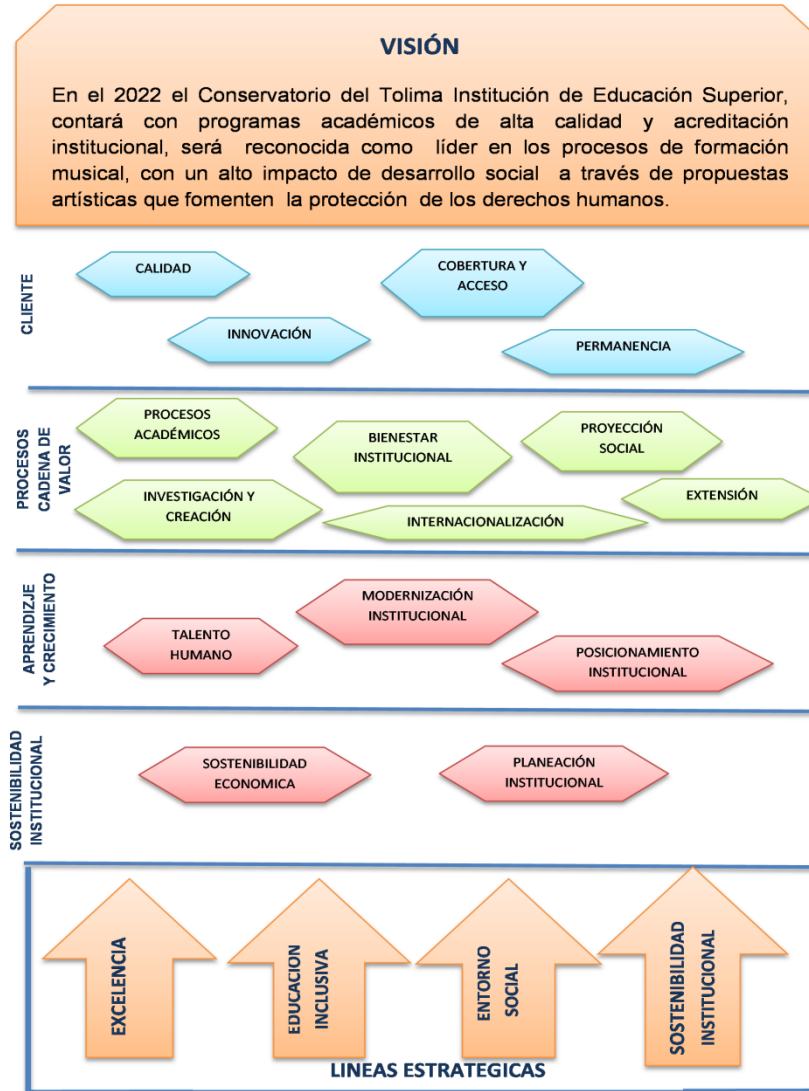 VISIÓN
En el 2022 el Conservatorio del Tolima Institución de Educación Superior,
contará con programas académicos de alta calidad y acreditación
institucional, será reconocida como líder en los procesos de formación
musical, con un alto impacto de desarrollo social a través de propuestas
artísticas que fomenten la protección de los derechos humanos.
CLIENTE
CALIDAD
COBERTURA Y
ACCESO
INNOVACIÓN
PERMANENCIA
PROCESOS
CADENA DE
VALOR
PROCESOS
ACADÉMICOS
BIENESTAR
INSTITUCIONAL
PROYECCIÓN
SOCIAL
INVESTIGACIÓN Y
CREACIÓN
INTERNACIONALIZACIÓN
EXTENSIÓN
APRENDIZJE
Y CRECIMIENTO
TALENTO
HUMANO
MODERNIZACIÓN
INSTITUCIONAL
POSICIONAMIENTO
INSTITUCIONAL
SOSTENIBILIDAD
INSTITUCIONAL
SOSTENIBILIDAD
ECONOMICA
PLANEACIÓN
INSTITUCIONAL
EXCELENCIA
EDUCACION
INCLUSIVA
ENTORNO
SOCIAL
SOSTENIBILIDAD
INSTITUCIONAL
LINEAS ESTRATEGICAS